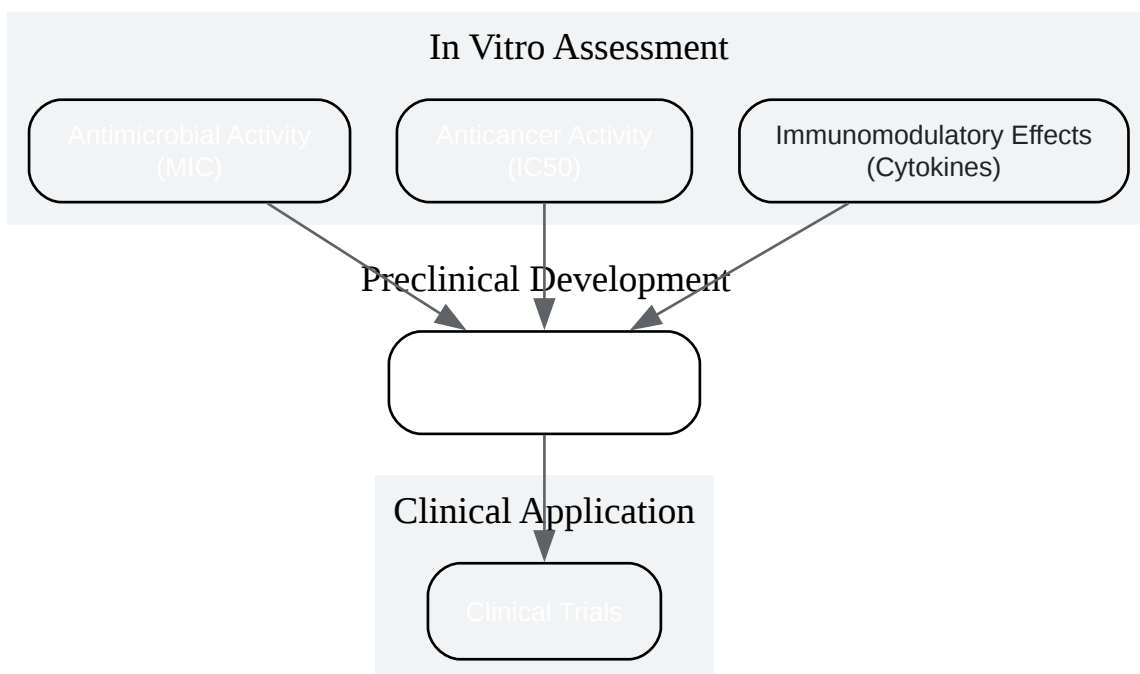 In Vitro Assessment
Antimicrobial Activity
(MIC)
Anticancer Activity
(IC50)
Immunomodulatory Effects
(Cytokines)
Preclinical Development
Clinical Application
Clinical Trials